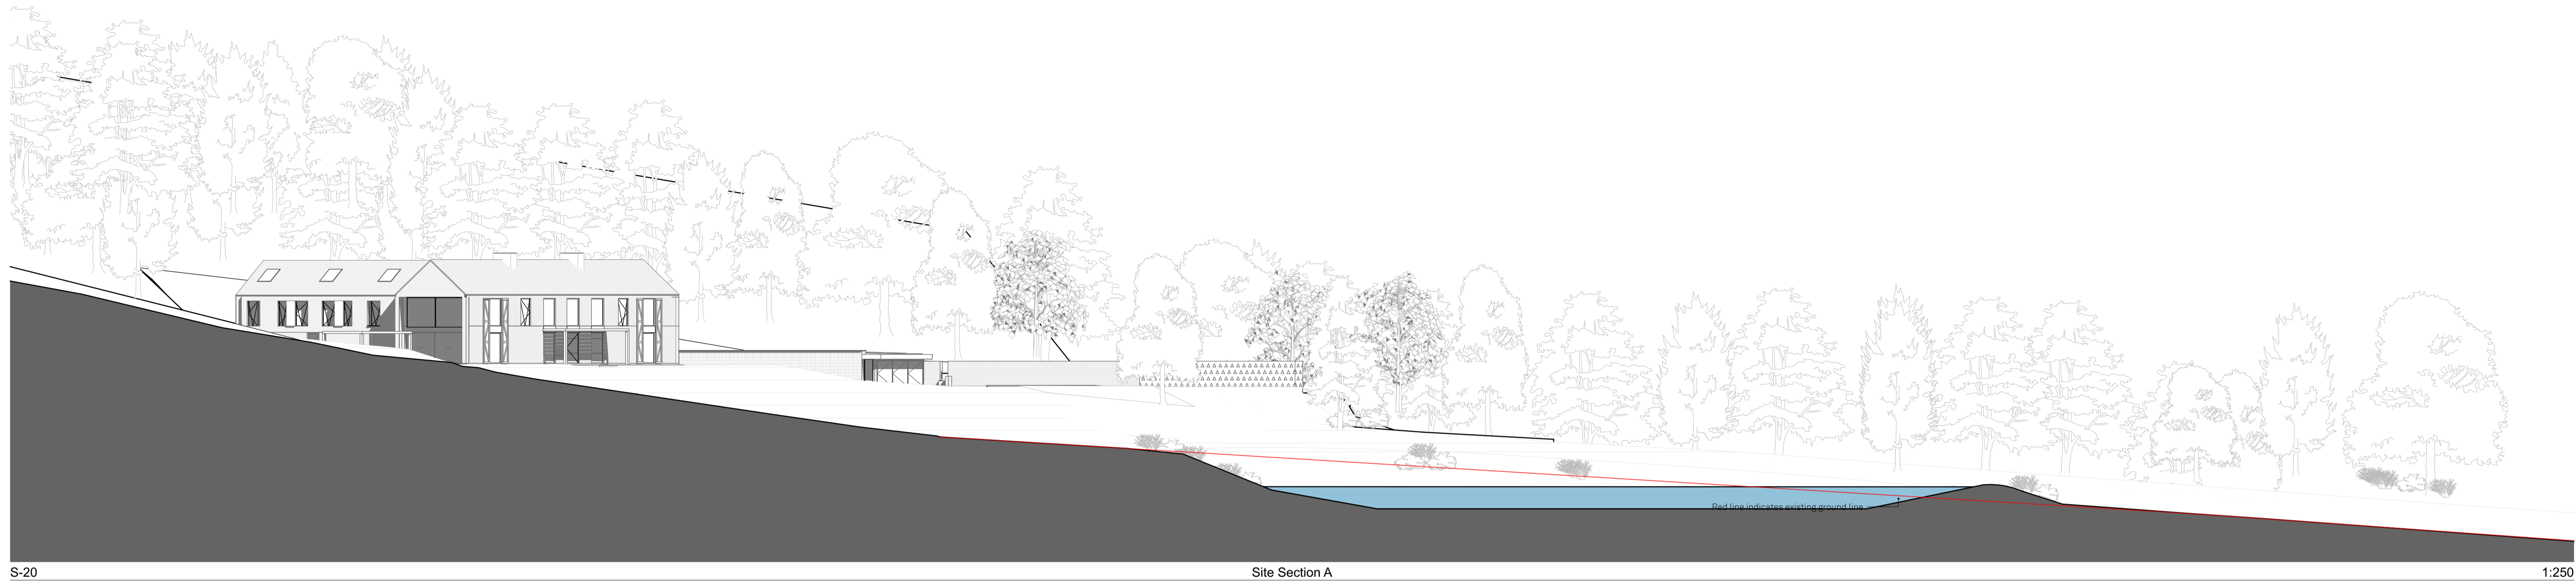 Red line indicates existing ground line
S-20
Site Section A
1:250